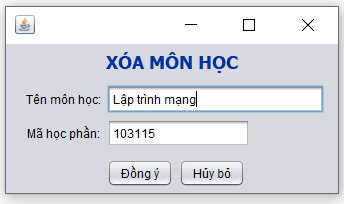 XÓA MÔN HỌC
Tên môn học: Lập trình mạng
Mã học phần: 103115
Đồng ý Hủy bỏ